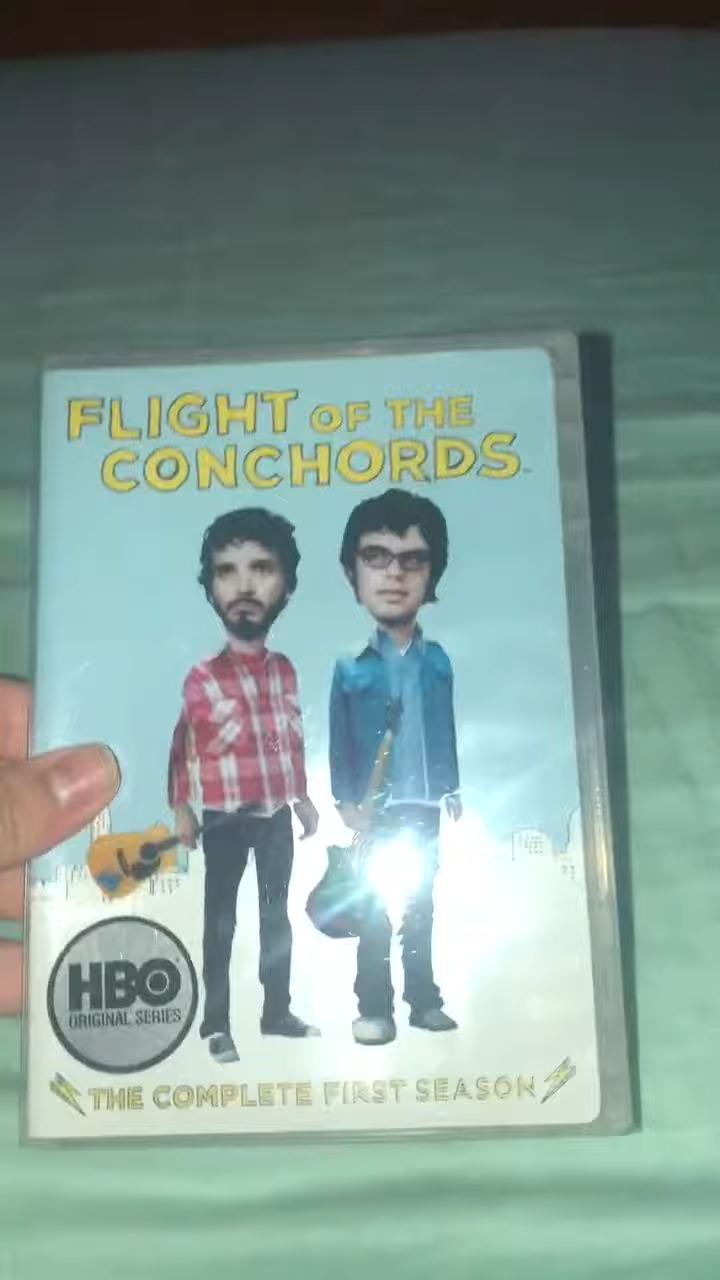 FLIGHT OF THE
CONCHORDS
HBO
ORIGINAL SERIES
THE COMPLETE FIRST SEASON